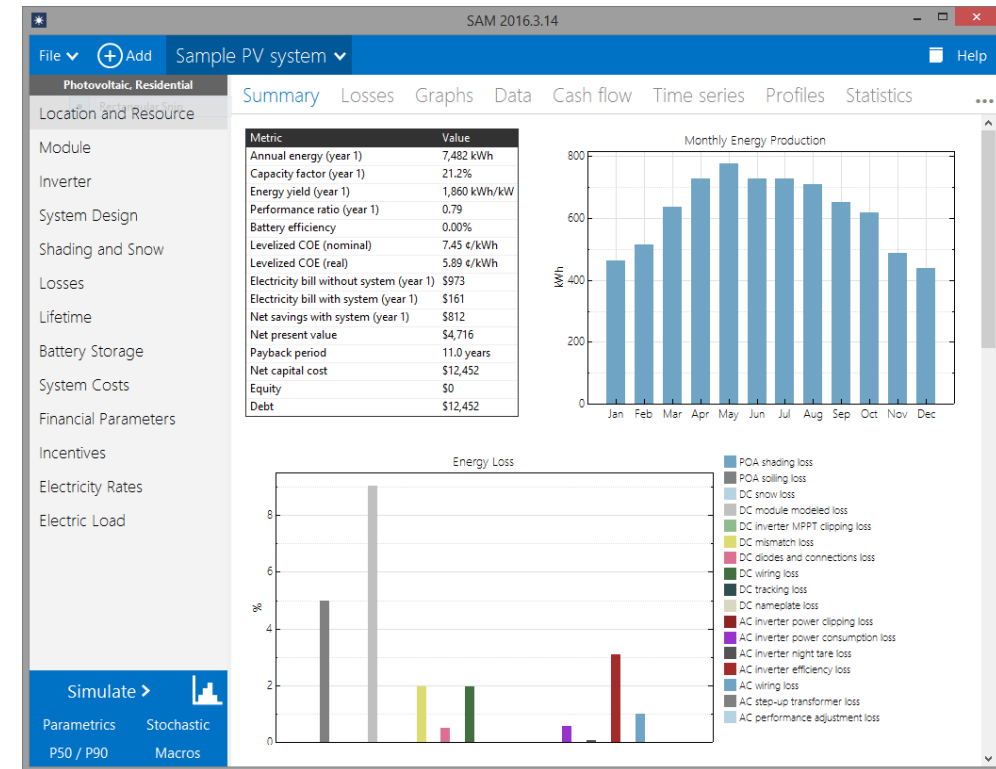 SAM 2016.3.14
File Add Sample PV system Help
Photovoltaic, Residential
Location and Resource
Module
Inverter
System Design
Shading and Snow
Losses
Lifetime
Battery Storage
System Costs
Financial Parameters
Incentives
Electricity Rates
Electric Load
Simulate >
Parametrics Stochastic
P50 / P90 Macros
Summary Losses Graphs Data Cash flow Time series Profiles Statistics ...
Metric Value
Annual energy (year 1) 7,482 kWh
Capacity factor (year 1) 21.2%
Energy yield (year 1) 1,860 kWh/kW
Performance ratio (year 1) 0.79
Battery efficiency 0.00%
Levelized COE (nominal) 7.45 ¢/kWh
Levelized COE (real) 5.89 ¢/kWh
Electricity bill without system (year 1) $973
Electricity bill with system (year 1) $161
Net savings with system (year 1) $812
Net present value $4,716
Payback period 11.0 years
Net capital cost $12,452
Equity $0
Debt $12,452
Monthly Energy Production
800
600
kWh
400
200
0
Jan Feb Mar Apr May Jun Jul Aug Sep Oct Nov Dec
Energy Loss
8
6
%
4
2
0
POA shading loss
POA soiling loss
DC snow loss
DC module modeled loss
DC inverter MPPT clipping loss
DC mismatch loss
DC diodes and connections loss
DC wiring loss
DC tracking loss
DC nameplate loss
AC inverter power clipping loss
AC inverter power consumption loss
AC inverter night tare loss
AC inverter efficiency loss
AC wiring loss
AC step-up transformer loss
AC performance adjustment loss